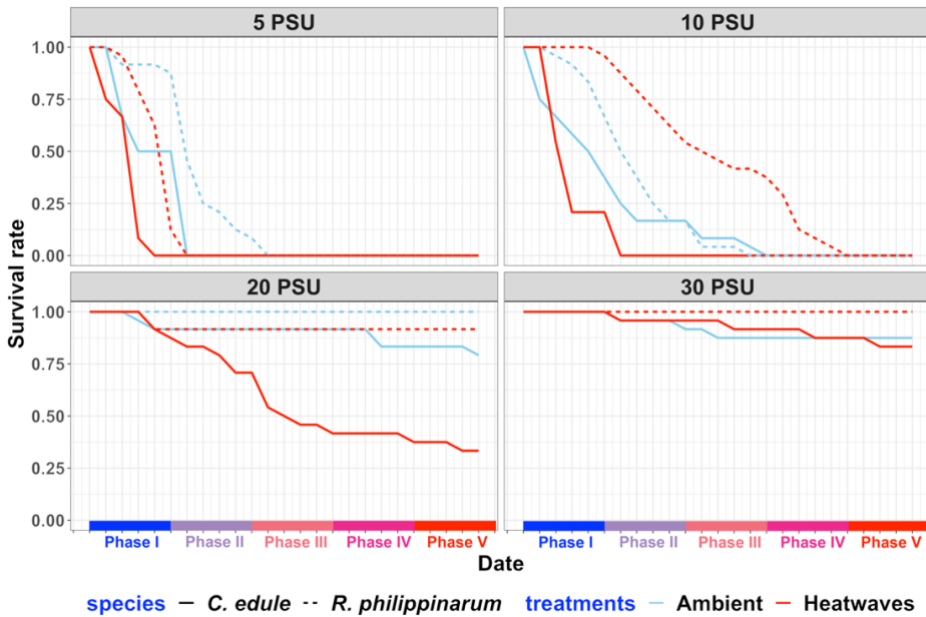 5 PSU
10 PSU
1.00
0.75
0.50
0.25
0.00
20 PSU
30 PSU
1.00
0.75
0.50
0.25
0.00
Survival rate
Phase I Phase II Phase III Phase IV Phase V
Phase I Phase II Phase III Phase IV Phase V
Date
species C. edule R. philippinarum treatments Ambient Heatwaves